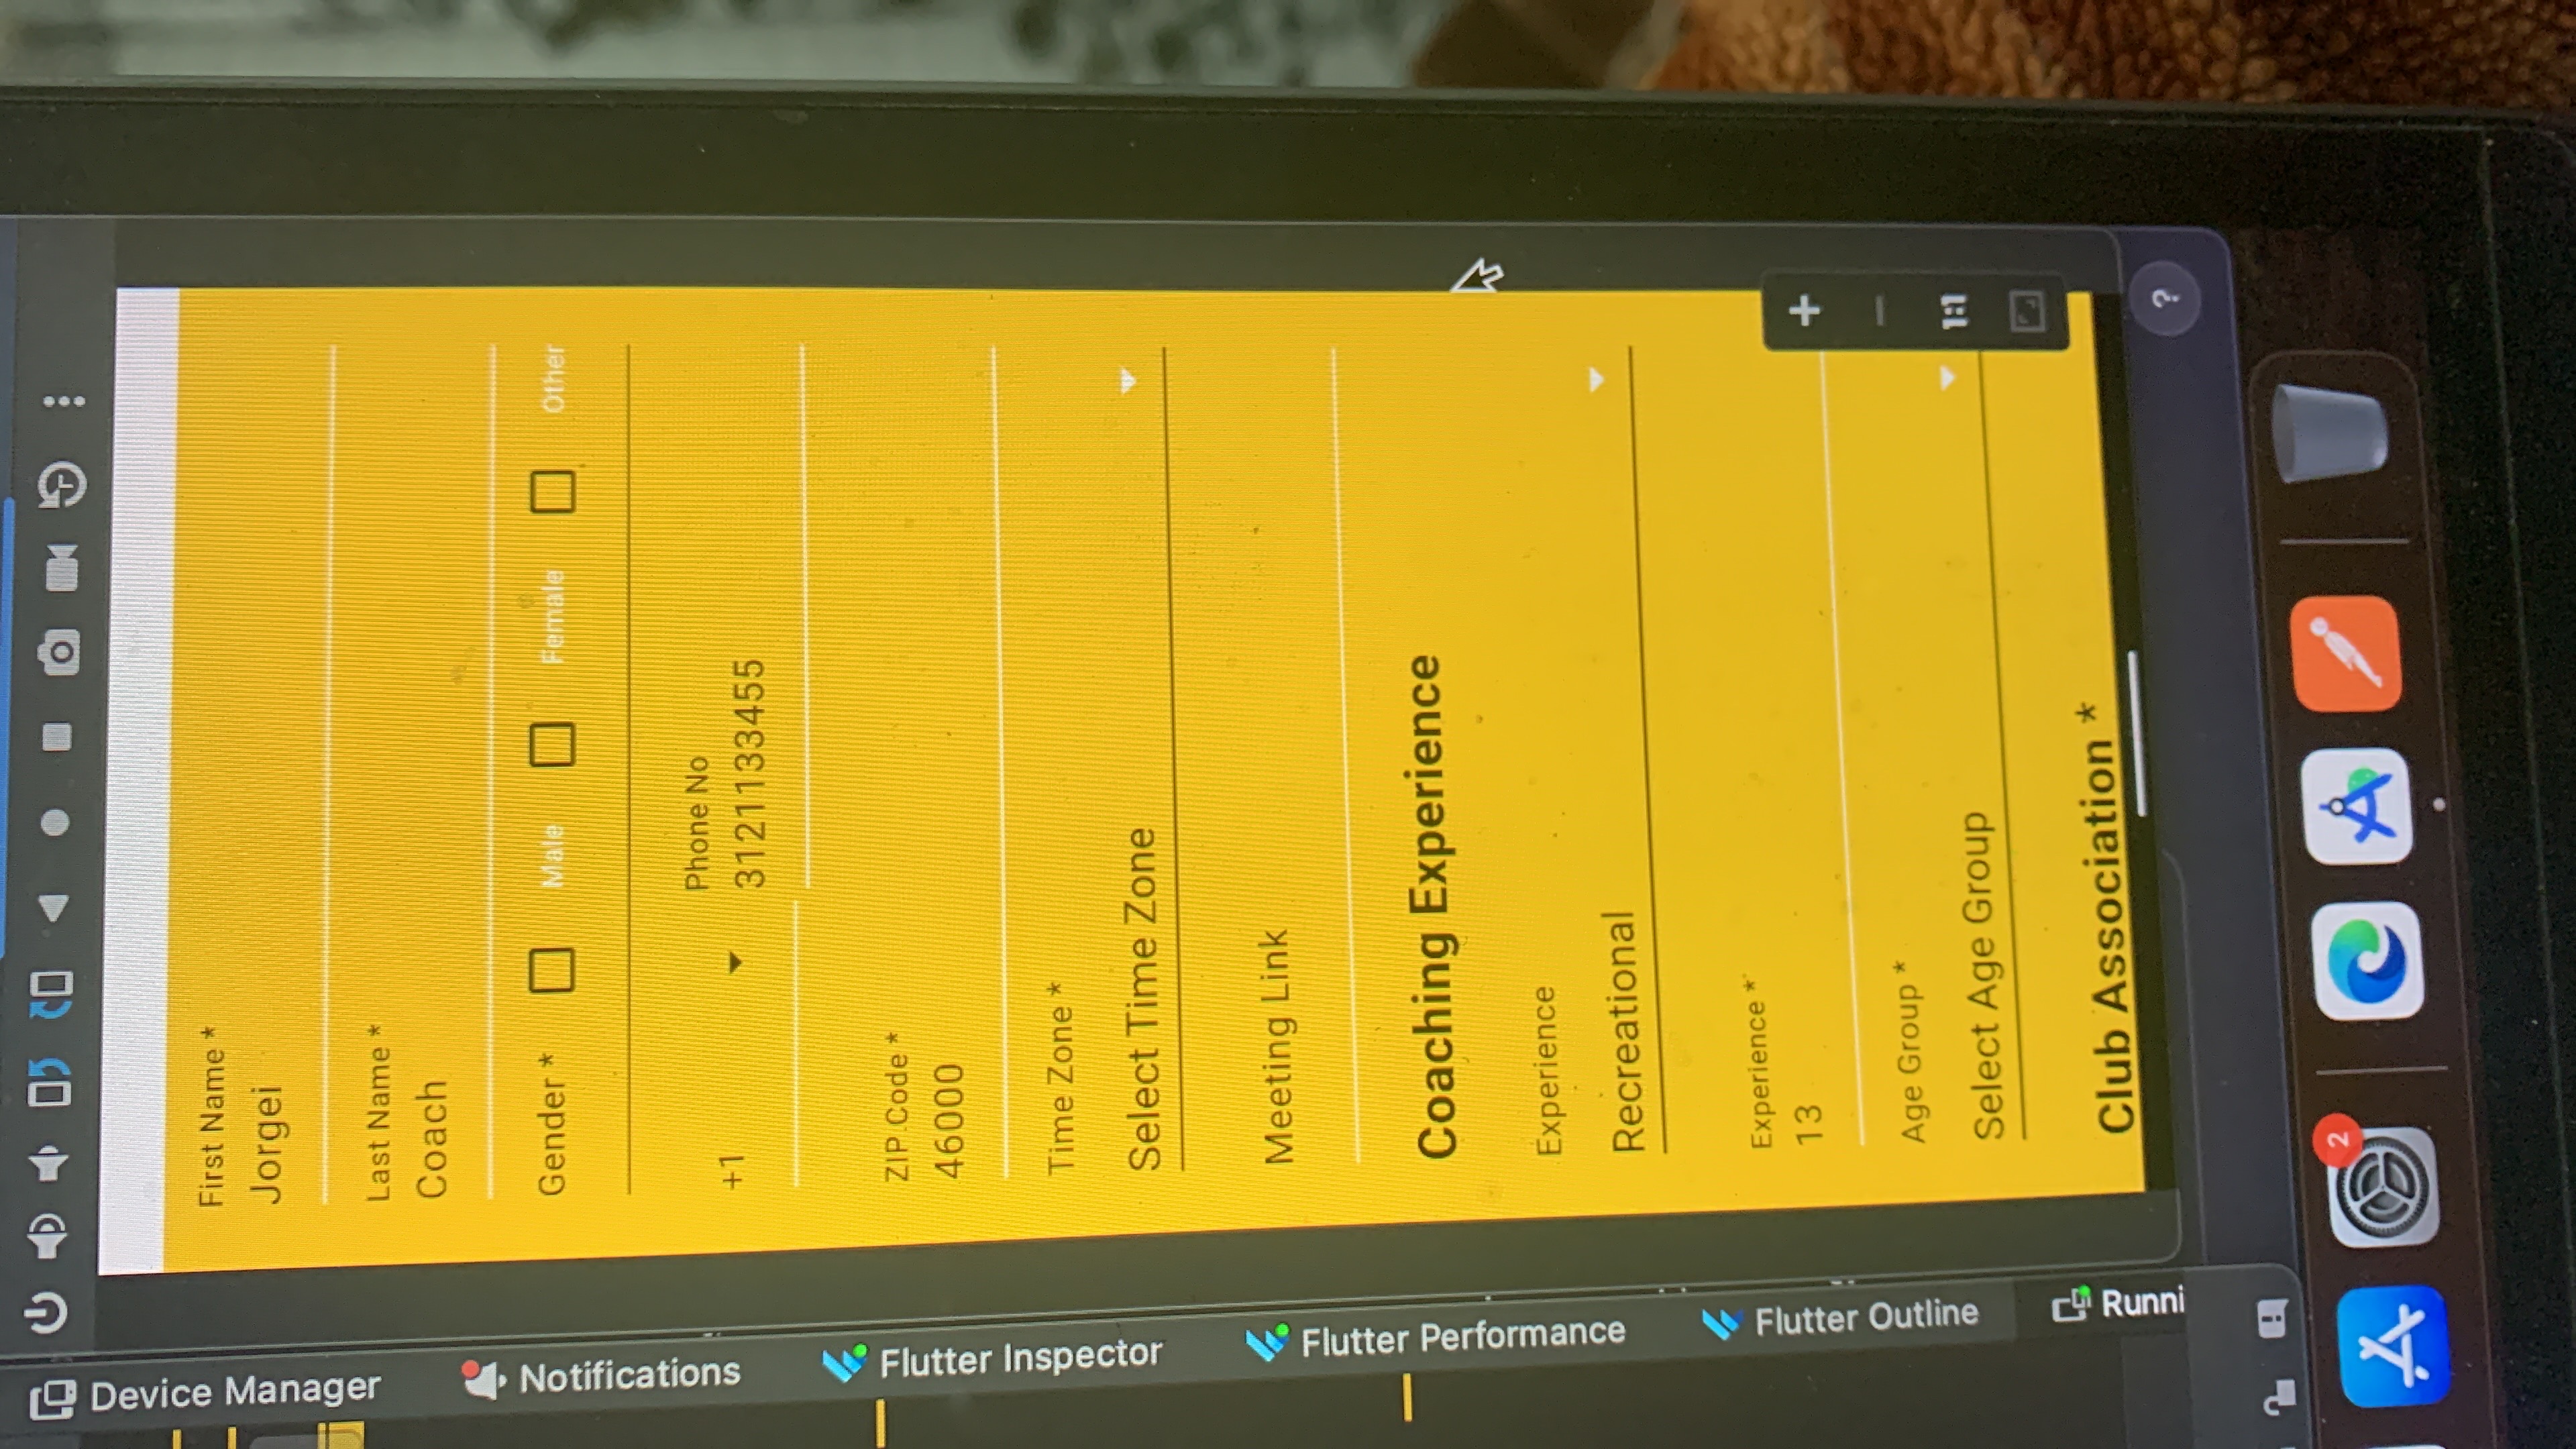 First Name *
Jorgei
Last Name *
Coach
Gender * Male Female Other
+1
Phone No
3121133455
ZIP Code *
46000
Time Zone *
Select Time Zone
Meeting Link
Coaching Experience
Experience
Recreational
Experience *
13
Age Group *
Select Age Group
Club Association *
1:1
?
Device Manager
Notifications
Flutter Inspector
Flutter Performance
Flutter Outline
Runni
2